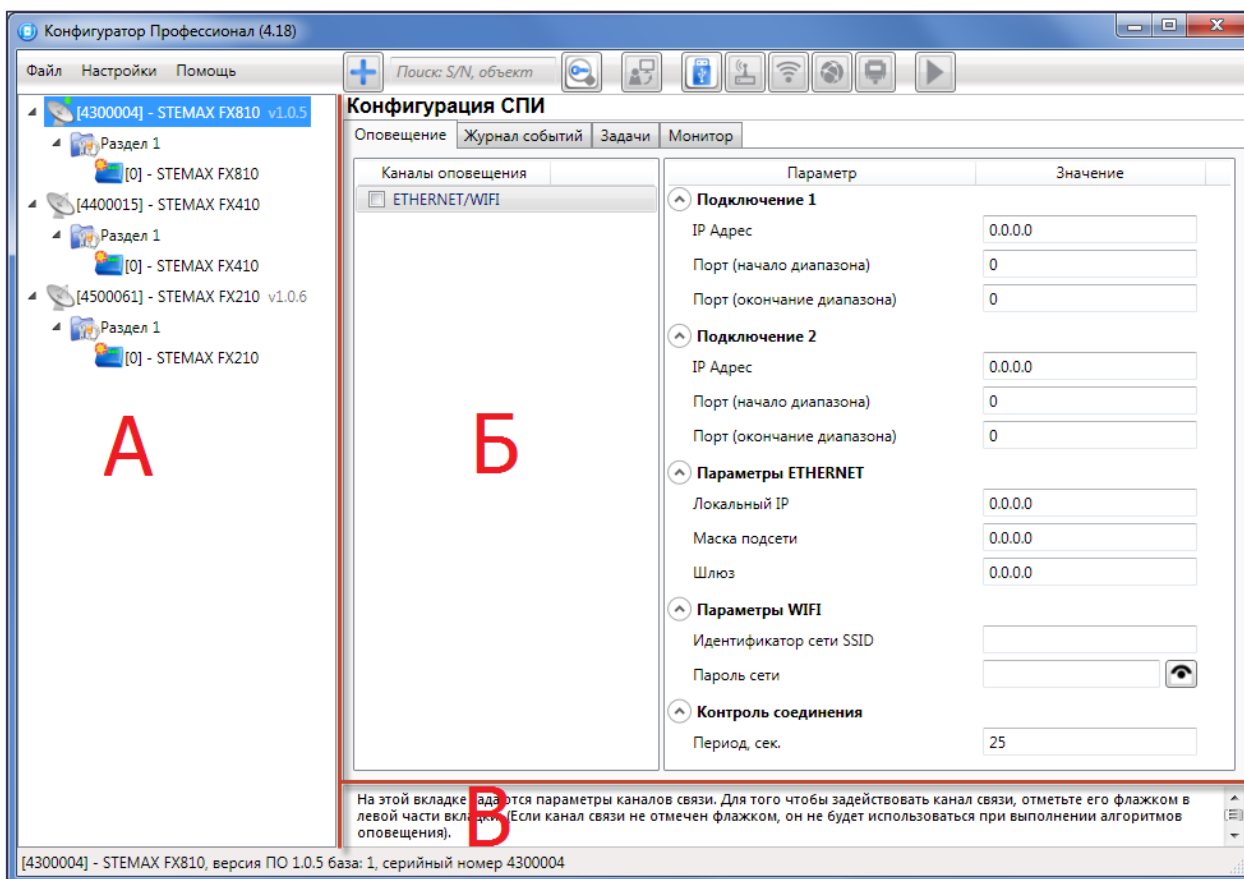 Конфигуратор Профессионал (4.18)
Файл Настройки Помощь
Поиск: S/N, объект
[4300004] - STEMAX FX810 v1.0.5
Раздел 1
[0] - STEMAX FX810
[4400015] - STEMAX FX410
Раздел 1
[0] - STEMAX FX410
[4500061] - STEMAX FX210 v1.0.6
Раздел 1
[0] - STEMAX FX210
А
Конфигурация СПИ
Оповещение Журнал событий Задачи Монитор
Каналы оповещения
ETHERNET/WIFI
Б
Параметр Значение
Подключение 1
IP Адрес 0.0.0.0
Порт (начало диапазона) 0
Порт (окончание диапазона) 0
Подключение 2
IP Адрес 0.0.0.0
Порт (начало диапазона) 0
Порт (окончание диапазона) 0
Параметры ETHERNET
Локальный IP 0.0.0.0
Маска подсети 0.0.0.0
Шлюз 0.0.0.0
Параметры WIFI
Идентификатор сети SSID
Пароль сети
Контроль соединения
Период, сек. 25
На этой вкладке задаются параметры каналов связи. Для того чтобы задействовать канал связи, отметьте его флажком в
левой части вкладки. (Если канал связи не отмечен флажком, он не будет использоваться при выполнении алгоритмов
оповещения).
В
[4300004] - STEMAX FX810, версия ПО 1.0.5 база: 1, серийный номер 4300004